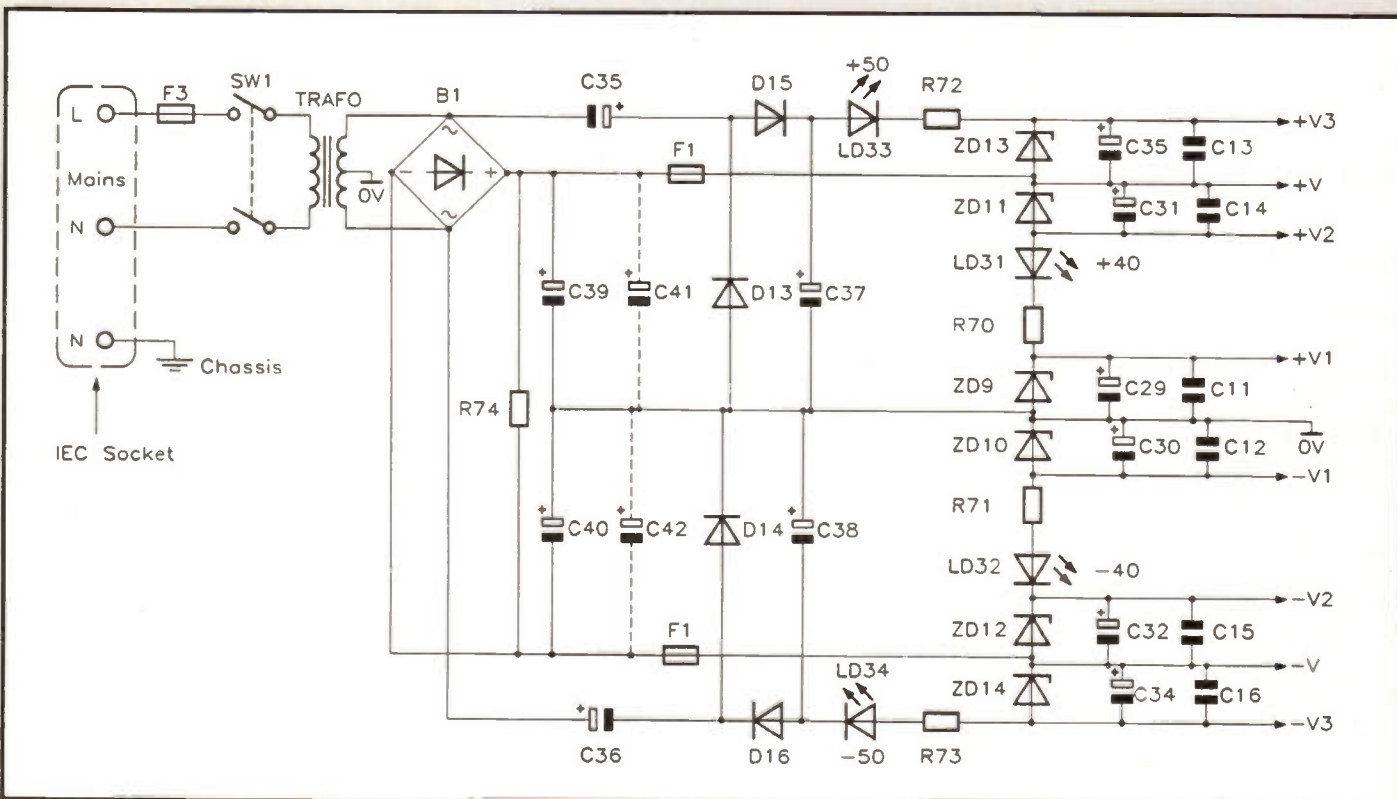 C35
D15
+50
LD33
R72
SW1
F3
TRAFO
B1
L
Mains
N
N
Chassis
IEC Socket
0V
~
-
+
~
F1
ZD13
+
C35
C13
+V3
+V
ZD11
+
C31
C14
+V2
LD31
+40
R70
+V1
+
C39
+
C41
D13
+
C37
R74
ZD9
+
C29
C11
0V
ZD10
+
C30
C12
-V1
R71
+
C40
+
C42
D14
+
C38
LD32
-40
-V2
ZD12
+
C32
C15
F1
-V
LD34
ZD14
+
C34
C16
-V3
+
C36
D16
-50
R73
+